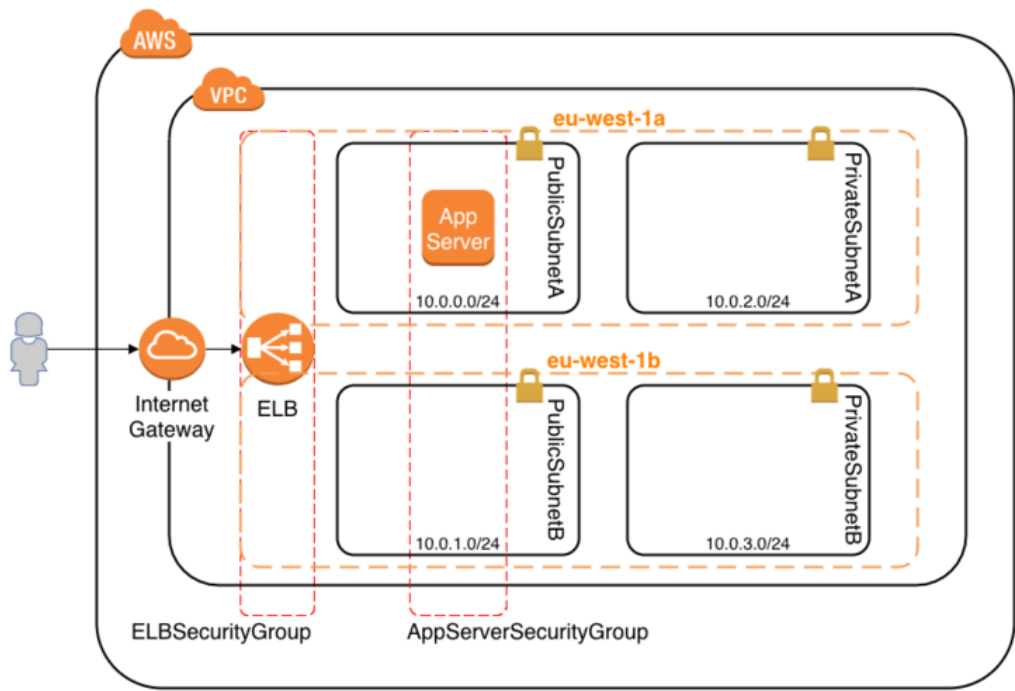 AWS
VPC
eu-west-1a
PublicSubnetA
PrivateSubnetA
App
Server
10.0.0.0/24
10.0.2.0/24
eu-west-1b
Internet
Gateway
ELB
PublicSubnetB
PrivateSubnetB
10.0.1.0/24
10.0.3.0/24
ELBSecurityGroup
AppServerSecurityGroup